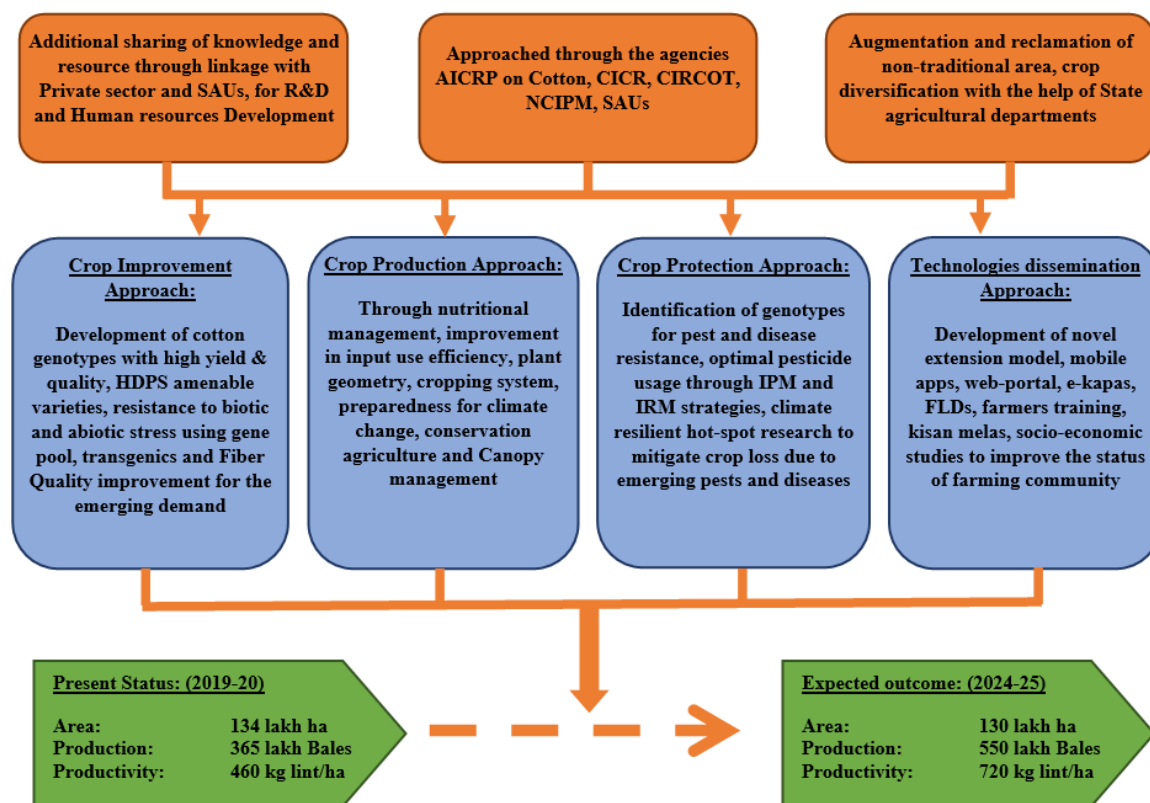 Additional sharing of knowledge and
resource through linkage with
Private sector and SAUs, for R&D
and Human resources Development
Approached through the agencies
AICRP on Cotton, CICR, CIRCOT,
NCIPM, SAUs
Augmentation and reclamation of
non-traditional area, crop
diversification with the help of State
agricultural departments
Crop Improvement
Approach:
Development of cotton
genotypes with high yield &
quality, HDPS amenable
varieties, resistance to biotic
and abiotic stress using gene
pool, transgenics and Fiber
Quality improvement for the
emerging demand
Crop Production Approach:
Through nutritional
management, improvement
in input use efficiency, plant
geometry, cropping system,
preparedness for climate
change, conservation
agriculture and Canopy
management
Crop Protection Approach:
Identification of genotypes
for pest and disease
resistance, optimal pesticide
usage through IPM and
IRM strategies, climate
resilient hot-spot research to
mitigate crop loss due to
emerging pests and diseases
Technologies dissemination
Approach:
Development of novel
extension model, mobile
apps, web-portal, e-kapas,
FLDs, farmers training,
kisan melas, socio-economic
studies to improve the status
of farming community
Present Status: (2019-20)
Area: 134 lakh ha
Production: 365 lakh Bales
Productivity: 460 kg lint/ha
Expected outcome: (2024-25)
Area: 130 lakh ha
Production: 550 lakh Bales
Productivity: 720 kg lint/ha